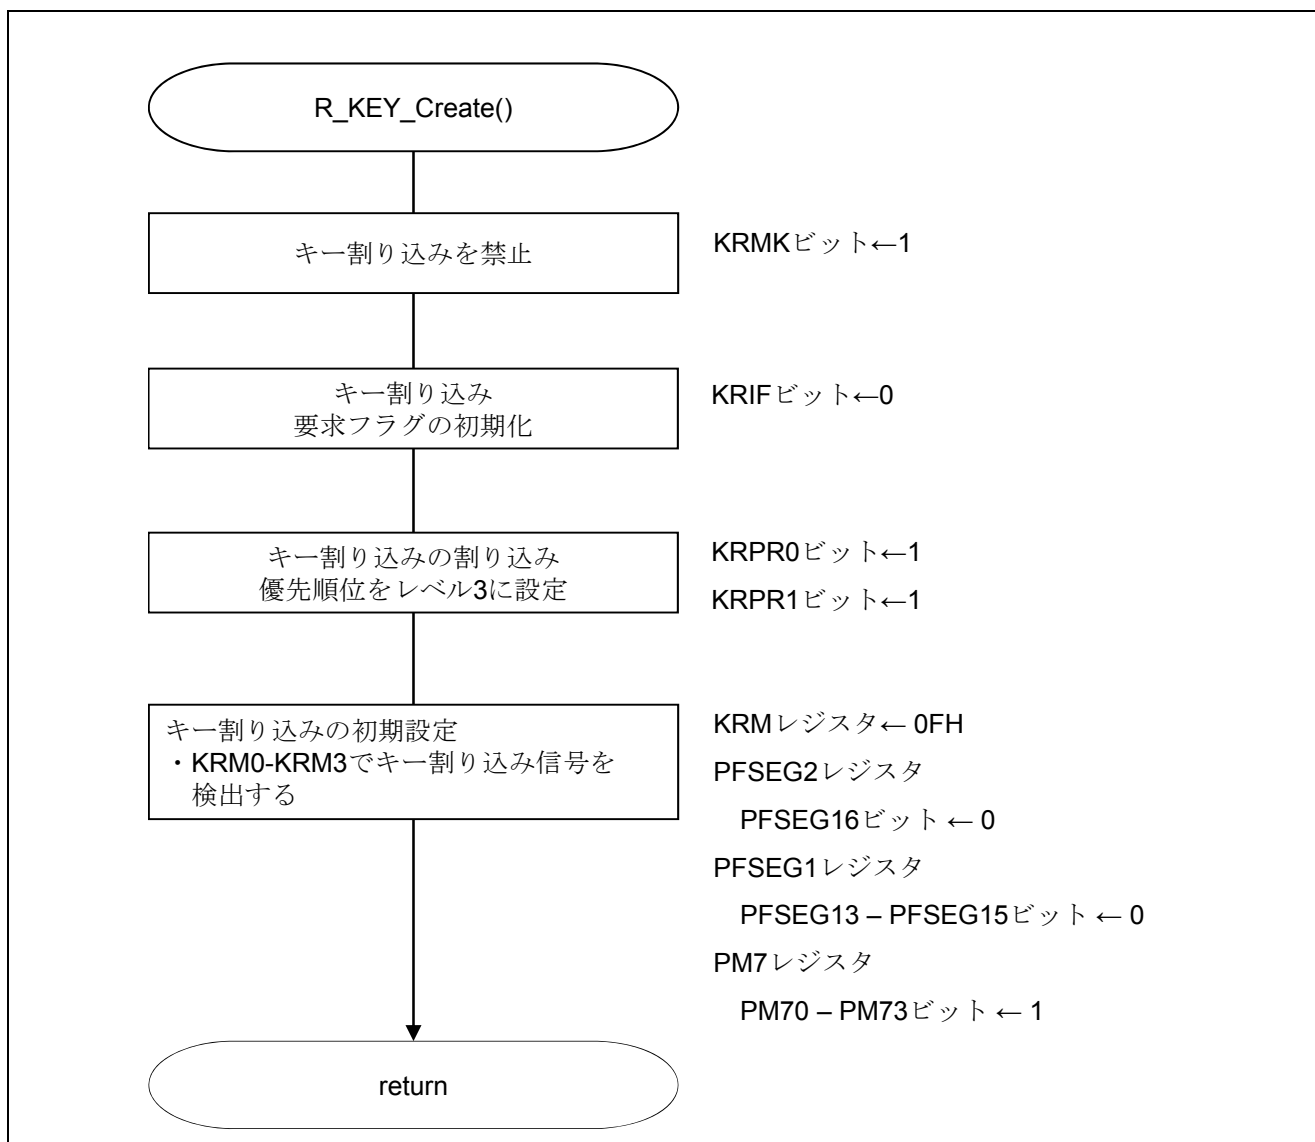 R_KEY_Create()
キー割り込みを禁止
KRMKビット←1
キー割り込み
要求フラグの初期化
KRIFビット←0
キー割り込みの割り込み
優先順位をレベル3に設定
KRPR0ビット←1
KRPR1ビット←1
キー割り込みの初期設定
・KRM0-KRM3でキー割り込み信号を
検出する
KRMレジスタ← 0FH
PFSEG2レジスタ
PFSEG16ビット ← 0
PFSEG1レジスタ
PFSEG13 – PFSEG15ビット ← 0
PM7レジスタ
PM70 – PM73ビット ← 1
return